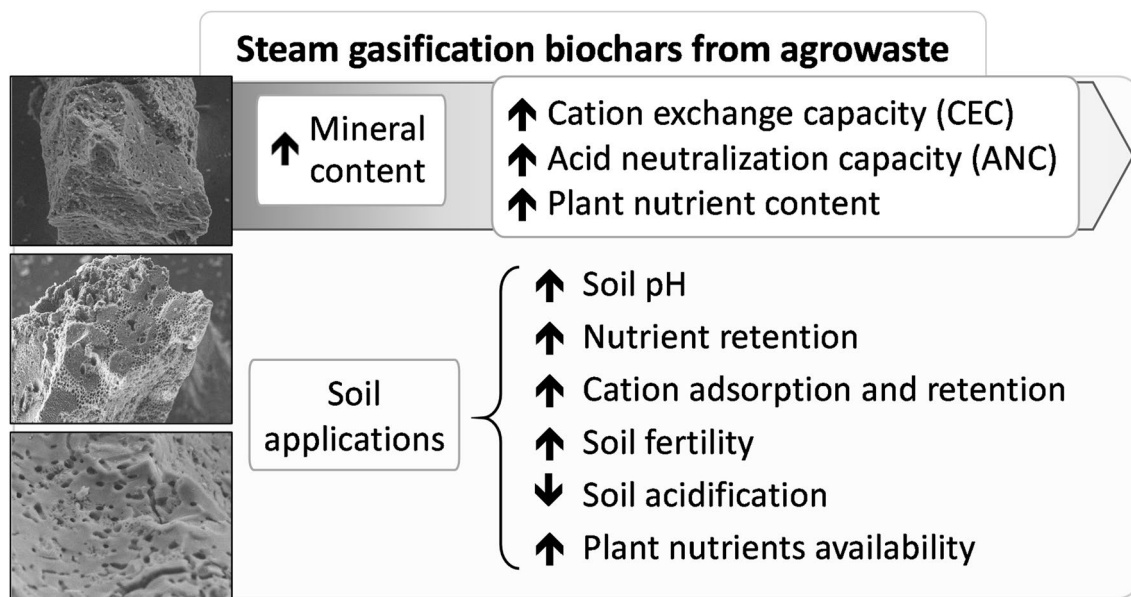 Steam gasification biochars from agrowaste
↑ Mineral
content
↑ Cation exchange capacity (CEC)
↑ Acid neutralization capacity (ANC)
↑ Plant nutrient content
Soil
applications
↑ Soil pH
↑ Nutrient retention
↑ Cation adsorption and retention
↑ Soil fertility
↓ Soil acidification
↑ Plant nutrients availability